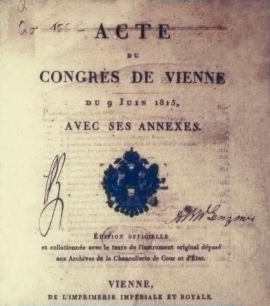 ACTE
DU
CONGRÈS DE VIENNE
DU 9 JUIN 1815,
AVEC SES ANNEXES.
ÉDITION OFFICIELLE
et collationnée avec le texte de l'instrument original déposé
aux Archives de la Chancellerie de Cour et d'État.
VIENNE,
DE L'IMPRIMERIE IMPÉRIALE ET ROYALE.